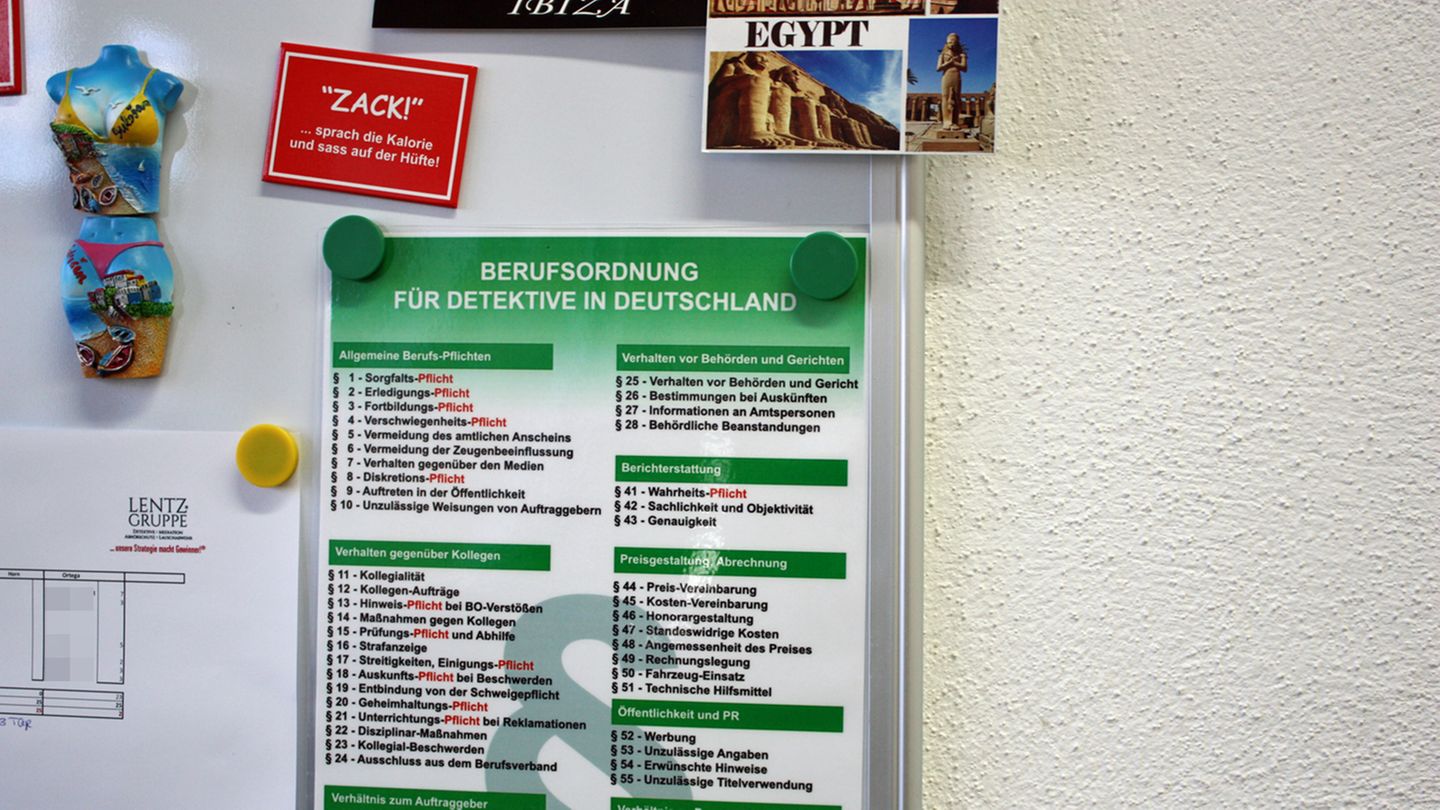 IBIZA
EGYPT
"ZACK!"
... sprach die Kalorie
und sass auf der Hüfte!
BERUFSORDNUNG
FÜR DETEKTIVE IN DEUTSCHLAND
Allgemeine Berufs-Pflichten
§ 1 - Sorgfalts-Pflicht
§ 2 - Erledigungs-Pflicht
§ 3 - Fortbildungs-Pflicht
§ 4 - Verschwiegenheits-Pflicht
§ 5 - Vermeidung des amtlichen Anscheins
§ 6 - Vermeidung der Zeugenbeeinflussung
§ 7 - Verhalten gegenüber den Medien
§ 8 - Diskretions-Pflicht
§ 9 - Auftreten in der Öffentlichkeit
§ 10 - Unzulässige Weisungen von Auftraggebern
Verhalten gegenüber Kollegen
§ 11 - Kollegialität
§ 12 - Kollegen-Aufträge
§ 13 - Hinweis-Pflicht bei BO-Verstößen
§ 14 - Maßnahmen gegen Kollegen
§ 15 - Prüfungs-Pflicht und Abhilfe
§ 16 - Strafanzeige
§ 17 - Streitigkeiten, Einigungs-Pflicht
§ 18 - Auskunfts-Pflicht bei Beschwerden
§ 19 - Entbindung von der Schweigepflicht
§ 20 - Geheimhaltungs-Pflicht
§ 21 - Unterrichtungs-Pflicht bei Reklamationen
§ 22 - Disziplinar-Maßnahmen
§ 23 - Kollegial-Beschwerden
§ 24 - Ausschluss aus dem Berufsverband
Verhältnis zum Auftraggeber
Verhalten vor Behörden und Gerichten
§ 25 - Verhalten vor Behörden und Gericht
§ 26 - Bestimmungen bei Auskünften
§ 27 - Informationen an Amtspersonen
§ 28 - Behördliche Beanstandungen
Berichterstattung
§ 41 - Wahrheits-Pflicht
§ 42 - Sachlichkeit und Objektivität
§ 43 - Genauigkeit
Preisgestaltung, Abrechnung
§ 44 - Preis-Vereinbarung
§ 45 - Kosten-Vereinbarung
§ 46 - Honorargestaltung
§ 47 - Standeswidrige Kosten
§ 48 - Angemessenheit des Preises
§ 49 - Rechnungslegung
§ 50 - Fahrzeug-Einsatz
§ 51 - Technische Hilfsmittel
Öffentlichkeit und PR
§ 52 - Werbung
§ 53 - Unzulässige Angaben
§ 54 - Erwünschte Hinweise
§ 55 - Unzulässige Titelverwendung
LENTZ
GRUPPE
DETEKTIVE • MEDIATION
ABHÖRSCHUTZ • LAUSCHABWEHR
... unsere Strategie macht Gewinner!®
Horn Ortega